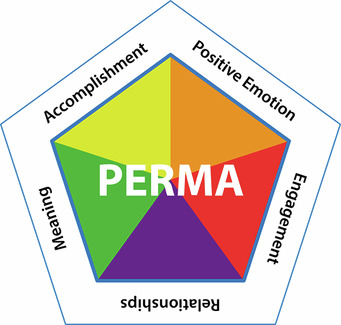 PERMA
Positive Emotion
Engagement
Relationships
Meaning
Accomplishment